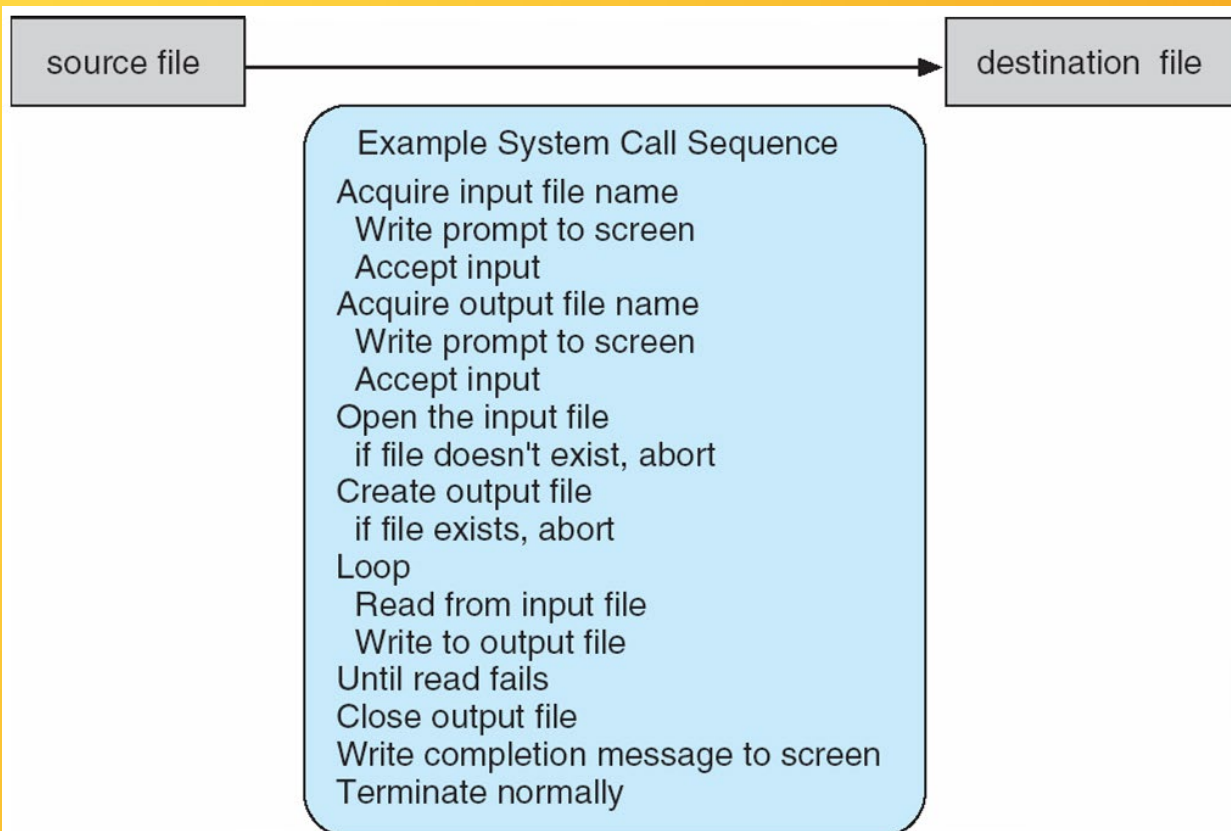 source file
destination file
Example System Call Sequence
Acquire input file name
Write prompt to screen
Accept input
Acquire output file name
Write prompt to screen
Accept input
Open the input file
if file doesn't exist, abort
Create output file
if file exists, abort
Loop
Read from input file
Write to output file
Until read fails
Close output file
Write completion message to screen
Terminate normally